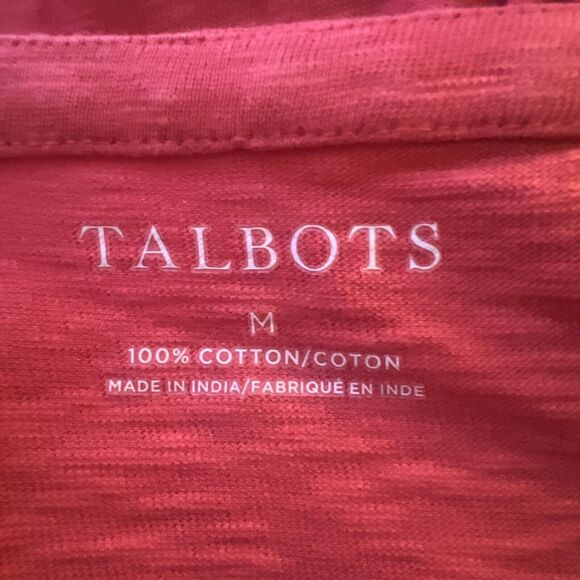 TALBOTS
M
100% COTTON/COTON
MADE IN INDIA/FABRIQUÉ EN INDE